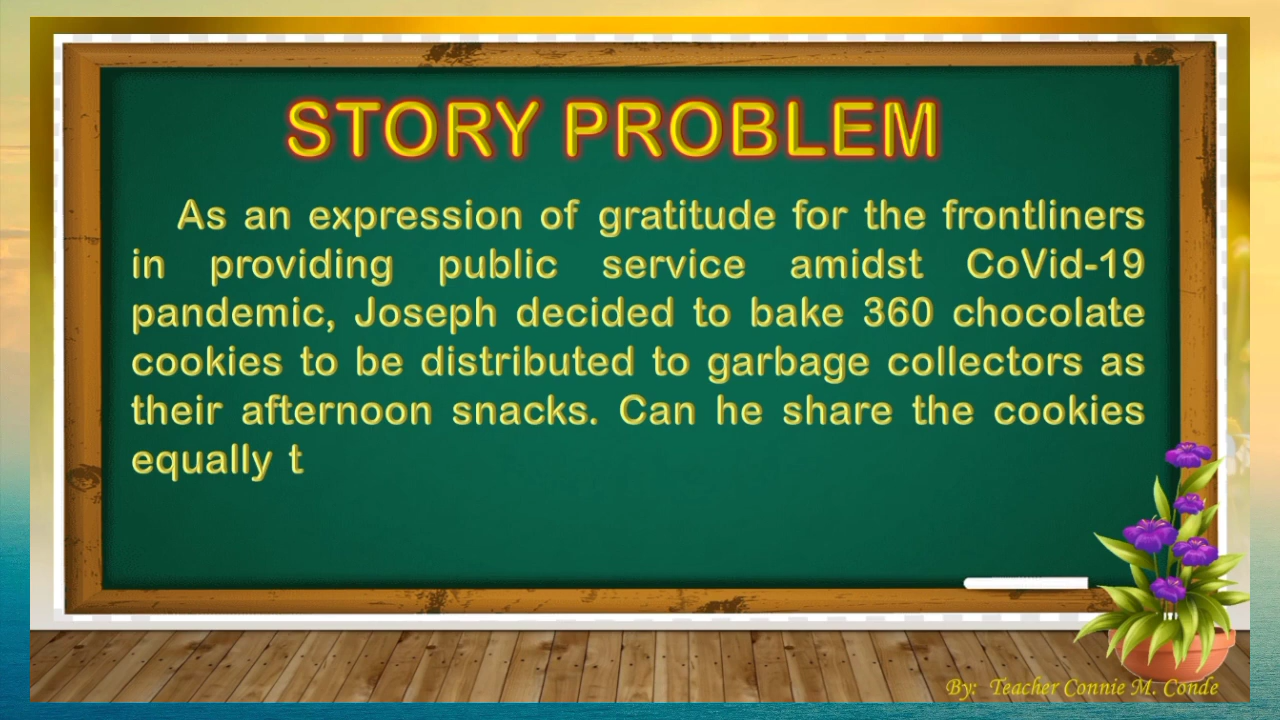 STORY PROBLEM
As an expression of gratitude for the frontliners
in providing public service amidst CoVid-19
pandemic, Joseph decided to bake 360 chocolate
cookies to be distributed to garbage collectors as
their afternoon snacks. Can he share the cookies
equally t
By: Teacher Connie M. Conde